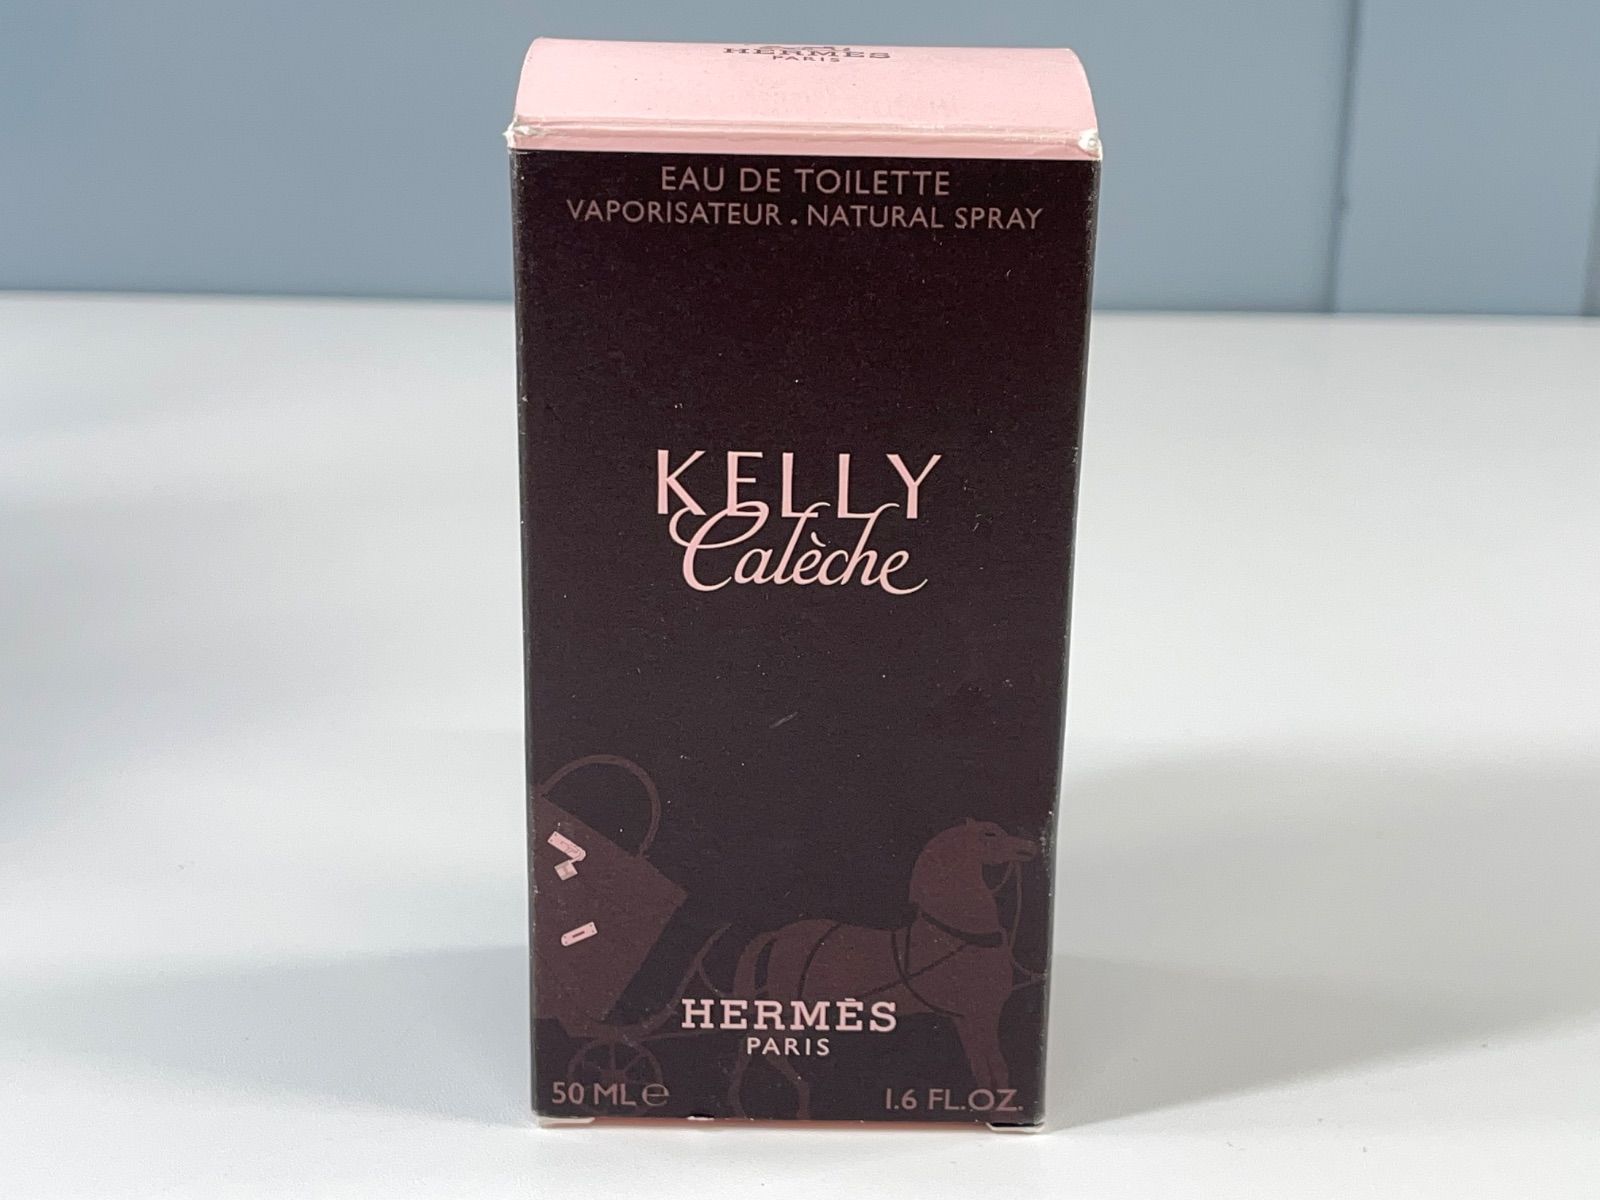 HERMÈS
PARIS
EAU DE TOILETTE
VAPORISATEUR . NATURAL SPRAY
KELLY
Calèche
HERMÈS
PARIS
50 ML ℮
1.6 FL.OZ.